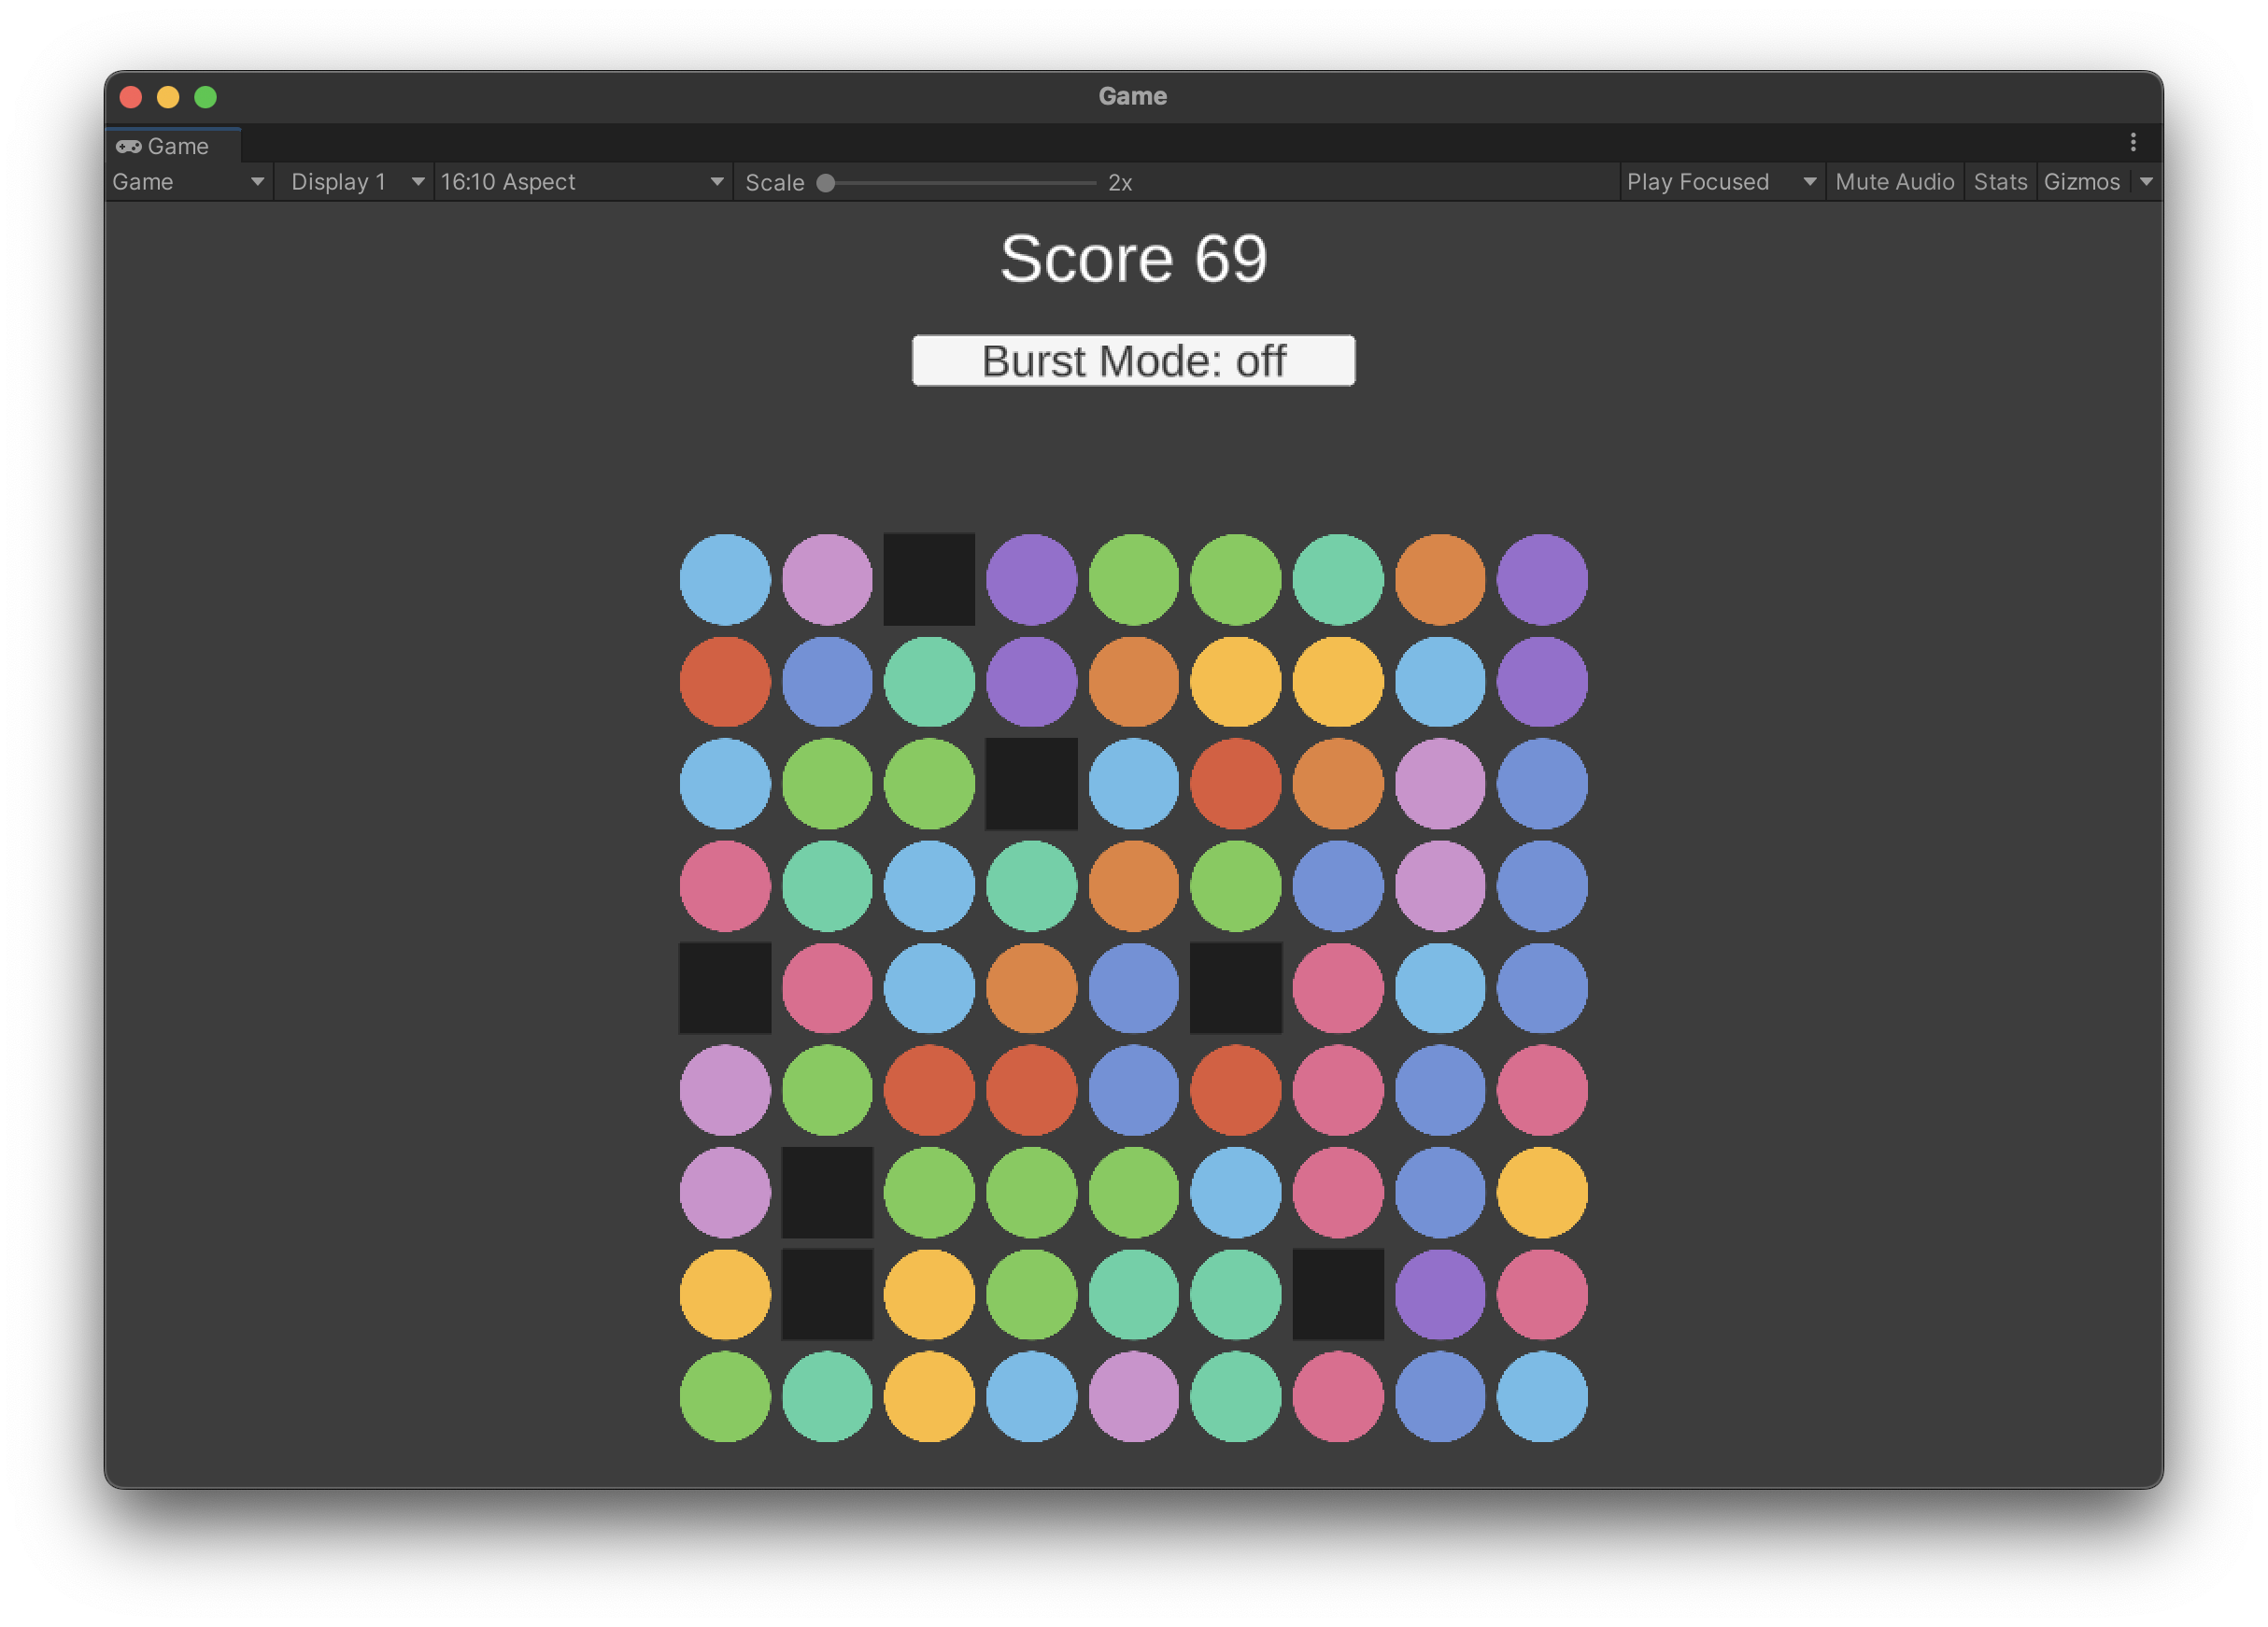 Game
Game
Game Display 1 16:10 Aspect Scale 2x Play Focused Mute Audio Stats Gizmos
Score 69
Burst Mode: off